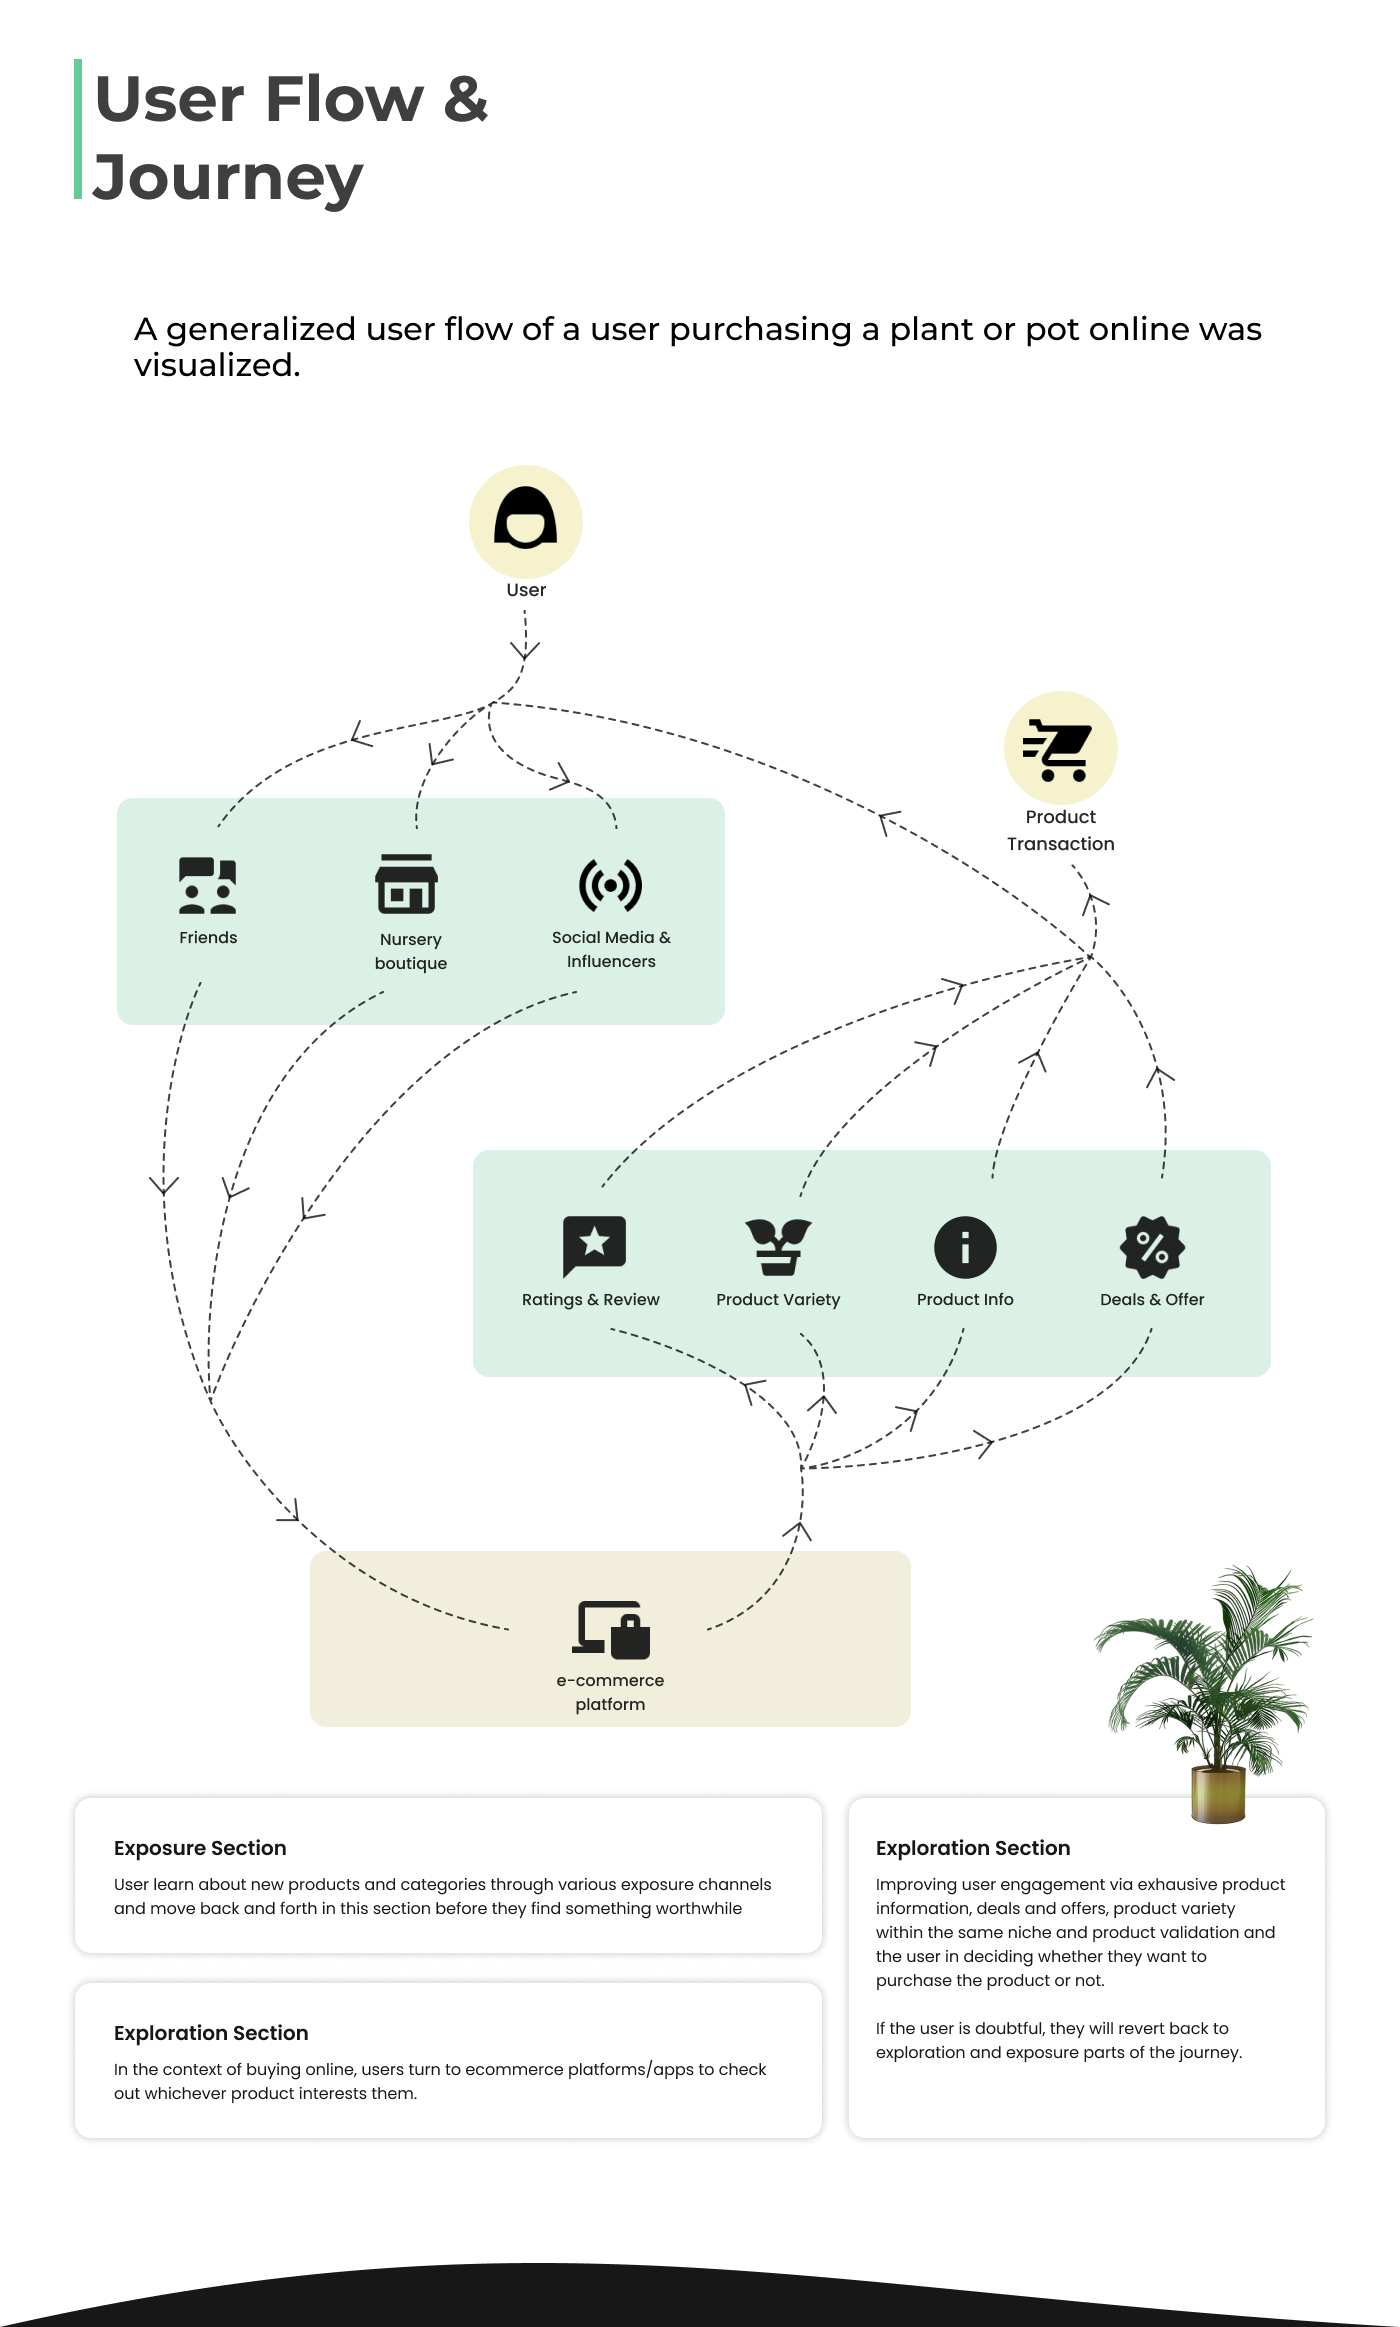 User Flow &
Journey
A generalized user flow of a user purchasing a plant or pot online was
visualized.
User
Product
Transaction
Friends
Nursery
boutique
Social Media &
Influencers
Ratings & Review
Product Variety
Product Info
Deals & Offer
e-commerce
platform
Exposure Section
User learn about new products and categories through various exposure channels
and move back and forth in this section before they find something worthwhile
Exploration Section
In the context of buying online, users turn to ecommerce platforms/apps to check
out whichever product interests them.
Exploration Section
Improving user engagement via exhausive product
information, deals and offers, product variety
within the same niche and product validation and
the user in deciding whether they want to
purchase the product or not.
If the user is doubtful, they will revert back to
exploration and exposure parts of the journey.